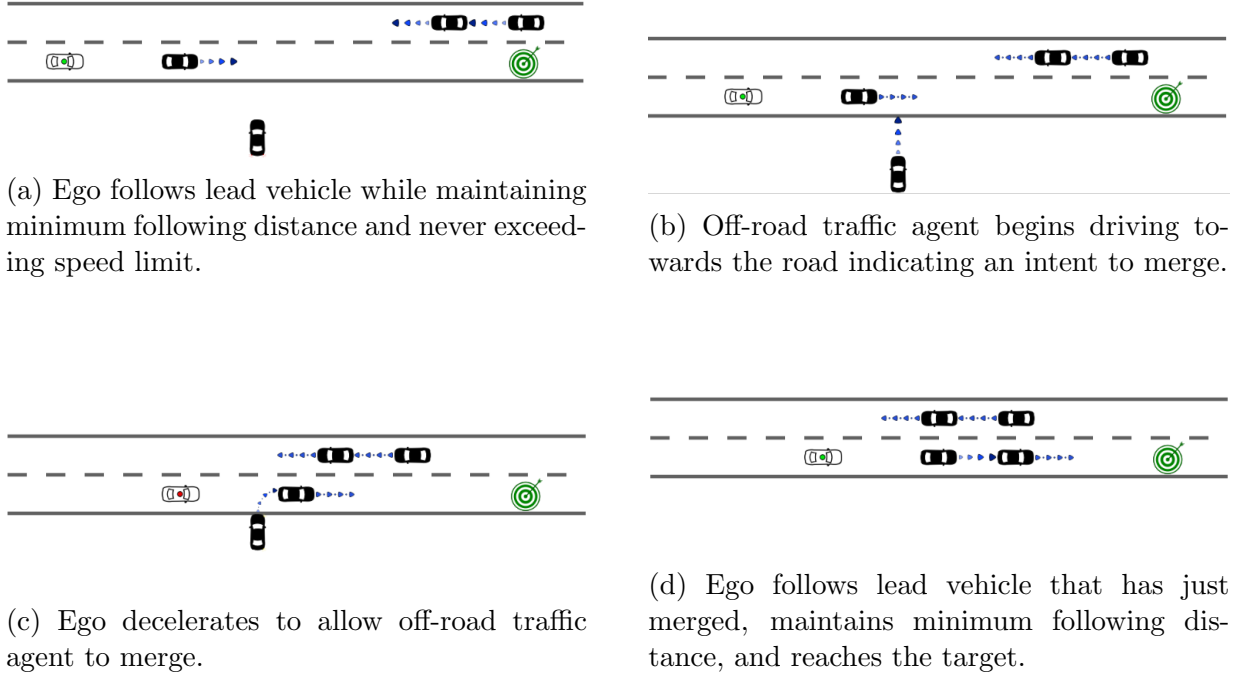 (a) Ego follows lead vehicle while maintaining
minimum following distance and never exceed-
ing speed limit.
(b) Off-road traffic agent begins driving to-
wards the road indicating an intent to merge.
(c) Ego decelerates to allow off-road traffic
agent to merge.
(d) Ego follows lead vehicle that has just
merged, maintains minimum following dis-
tance, and reaches the target.